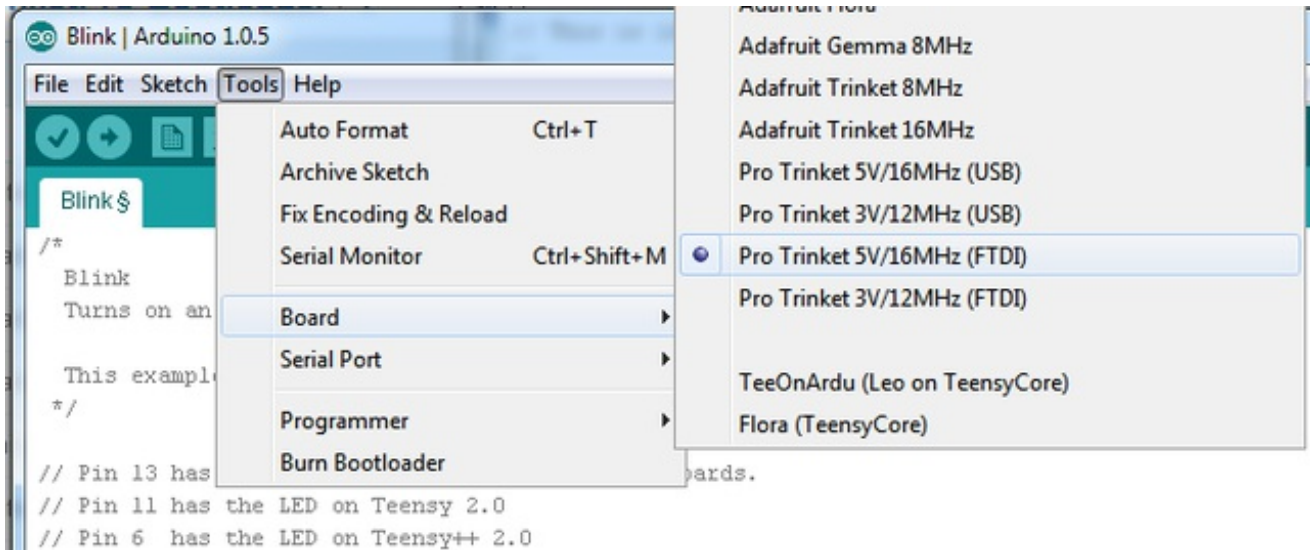 Blink | Arduino 1.0.5
File Edit Sketch Tools Help
Auto Format Ctrl+T
Archive Sketch
Fix Encoding & Reload
Serial Monitor Ctrl+Shift+M
Board
Serial Port
Programmer
Burn Bootloader
Adafruit Flora
Adafruit Gemma 8MHz
Adafruit Trinket 8MHz
Adafruit Trinket 16MHz
Pro Trinket 5V/16MHz (USB)
Pro Trinket 3V/12MHz (USB)
Pro Trinket 5V/16MHz (FTDI)
Pro Trinket 3V/12MHz (FTDI)
TeeOnArdu (Leo on TeensyCore)
Flora (TeensyCore)
Blink§
/*
Blink
Turns on an
This
*/
// Pin 13 has
// Pin 11 has the LED on Teensy 2.0
// Pin 6 has the LED on Teensy++ 2.0